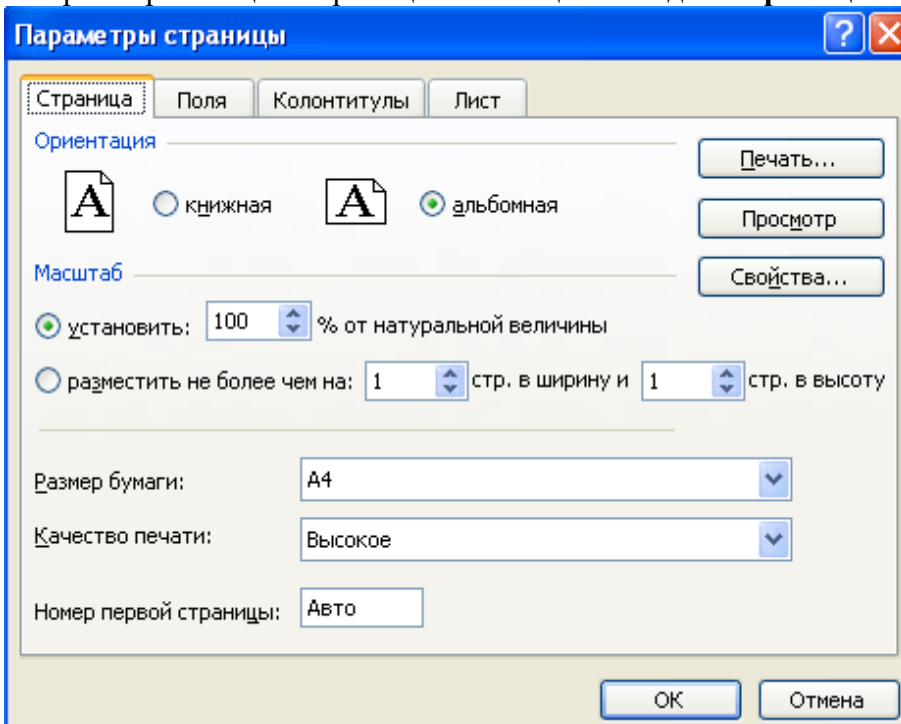 Параметры страницы
Страница Поля Колонтитулы Лист
Ориентация
Печать...
A книжная A альбомная
Просмотр
Масштаб
Свойства...
установить: 100 % от натуральной величины
разместить не более чем на: 1 стр. в ширину и 1 стр. в высоту
Размер бумаги: A4
Качество печати: Высокое
Номер первой страницы: Авто
ОК Отмена